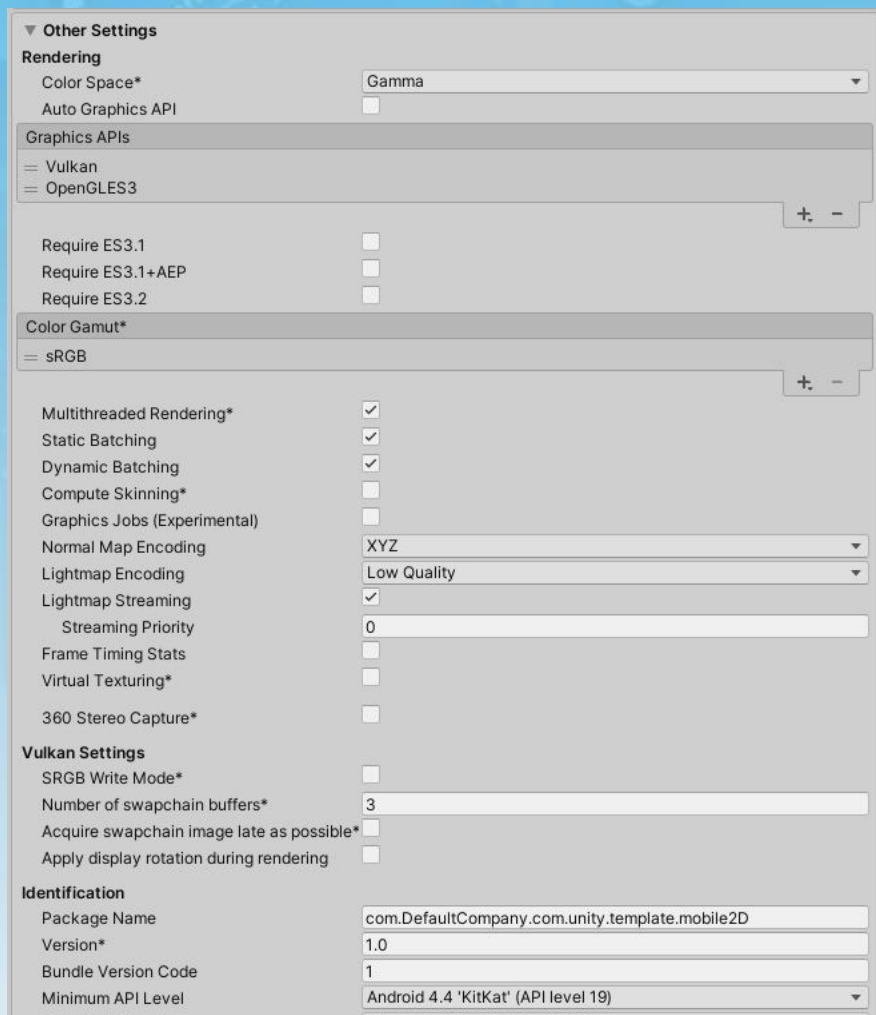 Other Settings
Rendering
Color Space* Gamma
Auto Graphics API
Graphics APIs
Vulkan
OpenGLES3
Require ES3.1
Require ES3.1+AEP
Require ES3.2
Color Gamut*
sRGB
Multithreaded Rendering*
Static Batching
Dynamic Batching
Compute Skinning*
Graphics Jobs (Experimental)
Normal Map Encoding XYZ
Lightmap Encoding Low Quality
Lightmap Streaming
Streaming Priority 0
Frame Timing Stats
Virtual Texturing*
360 Stereo Capture*
Vulkan Settings
SRGB Write Mode*
Number of swapchain buffers* 3
Acquire swapchain image late as possible*
Apply display rotation during rendering
Identification
Package Name com.DefaultCompany.com.unity.template.mobile2D
Version* 1.0
Bundle Version Code 1
Minimum API Level Android 4.4 'KitKat' (API level 19)